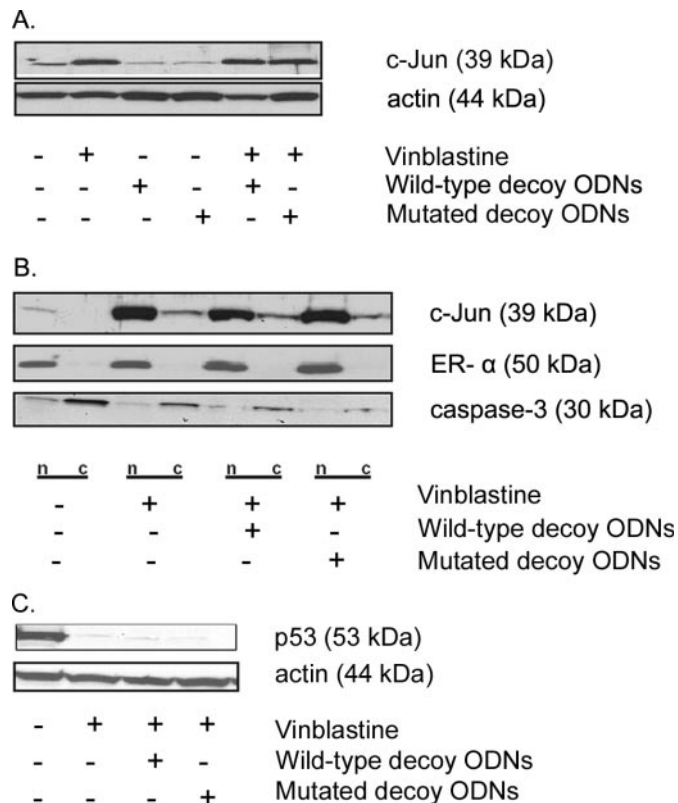 A.
c-Jun (39 kDa)
actin (44 kDa)
- + - - + + Vinblastine
- - + - + - Wild-type decoy ODNs
- - - + - + Mutated decoy ODNs
B.
c-Jun (39 kDa)
ER- α (50 kDa)
caspase-3 (30 kDa)
n c n c n c n c
- + + + Vinblastine
- - + - Wild-type decoy ODNs
- - - + Mutated decoy ODNs
C.
p53 (53 kDa)
actin (44 kDa)
- + + + Vinblastine
- - + - Wild-type decoy ODNs
- - - + Mutated decoy ODNs